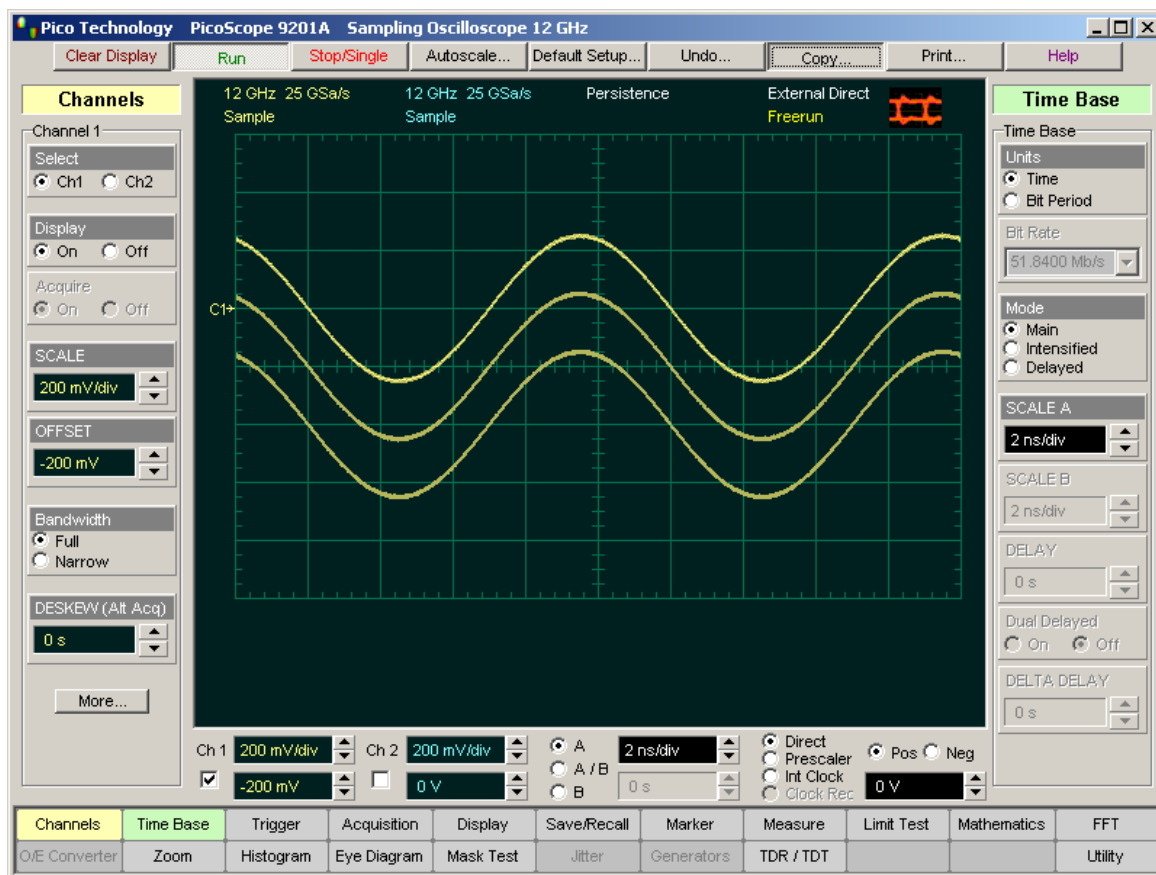 Pico Technology PicoScope 9201A Sampling Oscilloscope 12 GHz
Clear Display Run Stop/Single Autoscale... Default Setup... Undo... Copy... Print... Help
Channels
Channel 1
Select
Ch1 Ch2
Display
On Off
Acquire
On Off
SCALE
200 mV/div
OFFSET
-200 mV
Bandwidth
Full
Narrow
DESKEW (Alt Acq)
0 s
More...
12 GHz 25 GSa/s 12 GHz 25 GSa/s Persistence External Direct
Sample Sample Freerun
C1
Time Base
Time Base
Units
Time
Bit Period
Bit Rate
51.8400 Mb/s
Mode
Main
Intensified
Delayed
SCALE A
2 ns/div
SCALE B
2 ns/div
DELAY
0 s
Dual Delayed
On Off
DELTA DELAY
0 s
Ch 1 200 mV/div Ch 2 200 mV/div A 2 ns/div Direct
A / B Prescaler Pos Neg
-200 mV 0 V B 0 s Int Clock 0 V
Clock Rec
Channels Time Base Trigger Acquisition Display Save/Recall Marker Measure Limit Test Mathematics FFT
O/E Converter Zoom Histogram Eye Diagram Mask Test Jitter Generators TDR / TDT Utility